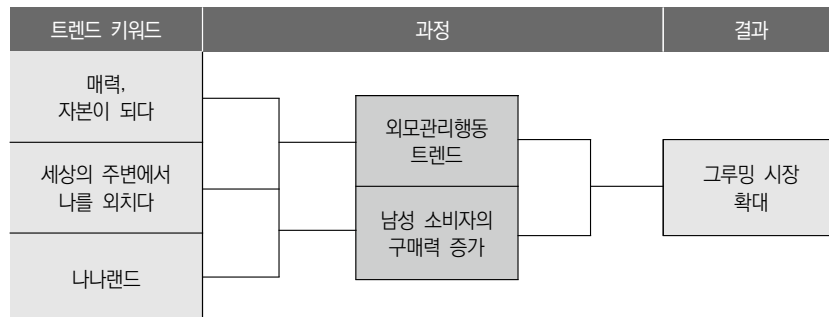 트렌드 키워드
과정
결과
매력,
자본이 되다
세상의 주변에서
나를 외치다
나나랜드
외모관리행동
트렌드
남성 소비자의
구매력 증가
그루밍 시장
확대